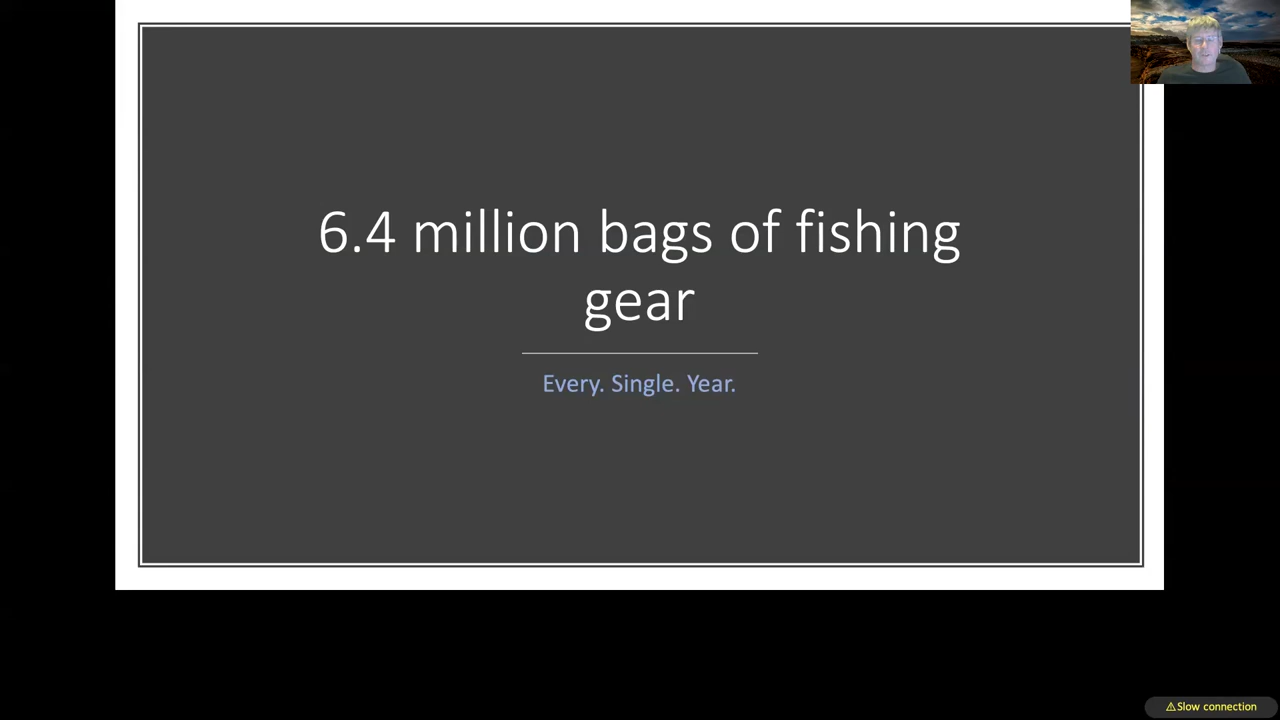 6.4 million bags of fishing
gear
Every. Single. Year.
⚠Slow connection